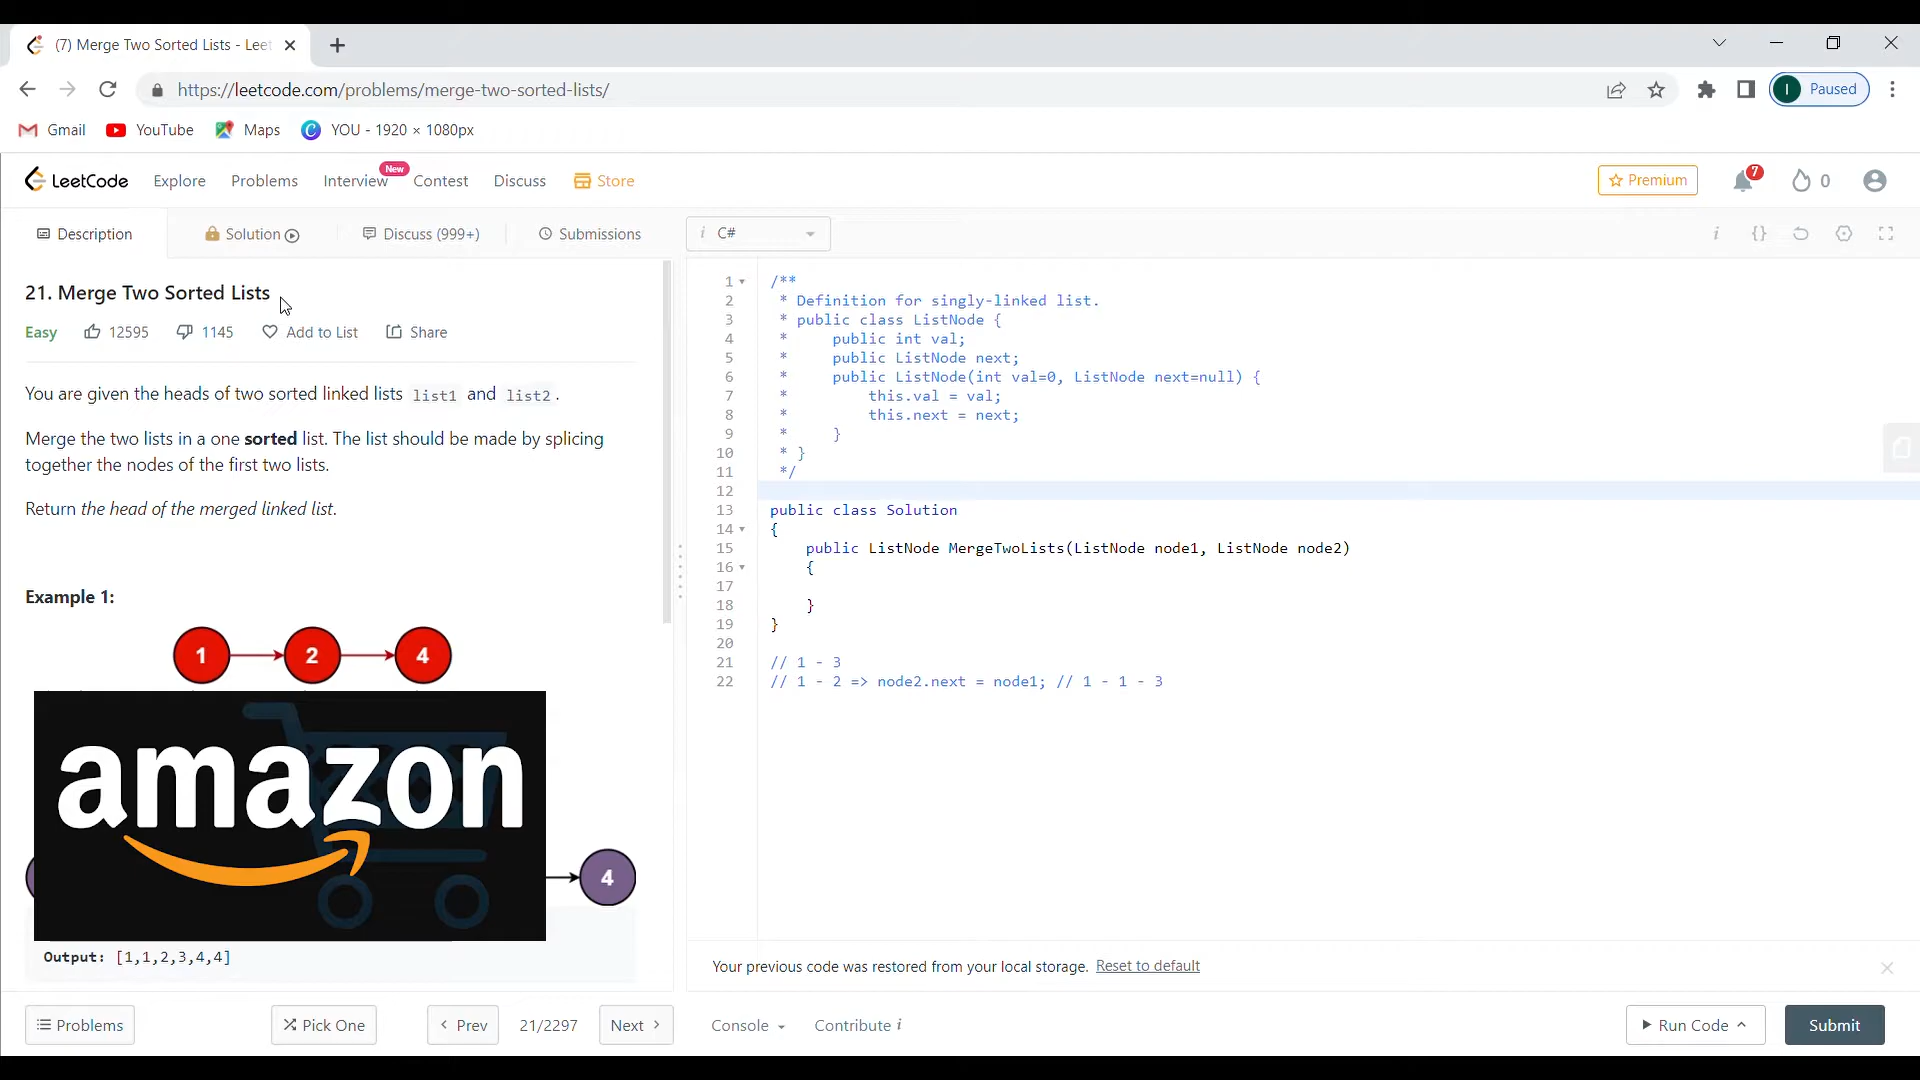 (7) Merge Two Sorted Lists - Leet
https://leetcode.com/problems/merge-two-sorted-lists/
I Paused
Gmail YouTube Maps YOU - 1920 × 1080px
LeetCode Explore Problems Interview New Contest Discuss Store
Premium 7 0
Description Solution Discuss (999+) Submissions
i C#
i {}
21. Merge Two Sorted Lists
Easy 12595 1145 Add to List Share
You are given the heads of two sorted linked lists list1 and list2.
Merge the two lists in a one sorted list. The list should be made by splicing
together the nodes of the first two lists.
Return the head of the merged linked list.
Example 1:
1 2 4
amazon
4
Output: [1,1,2,3,4,4]
1 /**
2 * Definition for singly-linked list.
3 * public class ListNode {
4 * public int val;
5 * public ListNode next;
6 * public ListNode(int val=0, ListNode next=null) {
7 * this.val = val;
8 * this.next = next;
9 * }
10 * }
11 */
12
13 public class Solution
14 {
15 public ListNode MergeTwoLists(ListNode node1, ListNode node2)
16 {
17
18 }
19 }
20
21 // 1 - 3
22 // 1 - 2 => node2.next = node1; // 1 - 1 - 3
Your previous code was restored from your local storage. Reset to default
Problems Pick One Prev 21/2297 Next Console Contribute i Run Code Submit